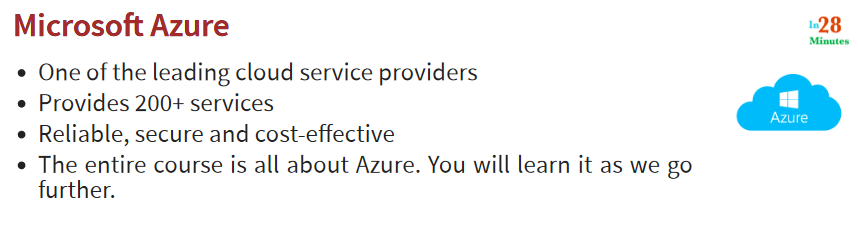 Microsoft Azure
In28
Minutes
One of the leading cloud service providers
Provides 200+ services
Reliable, secure and cost-effective
The entire course is all about Azure. You will learn it as we go
further.
Azure